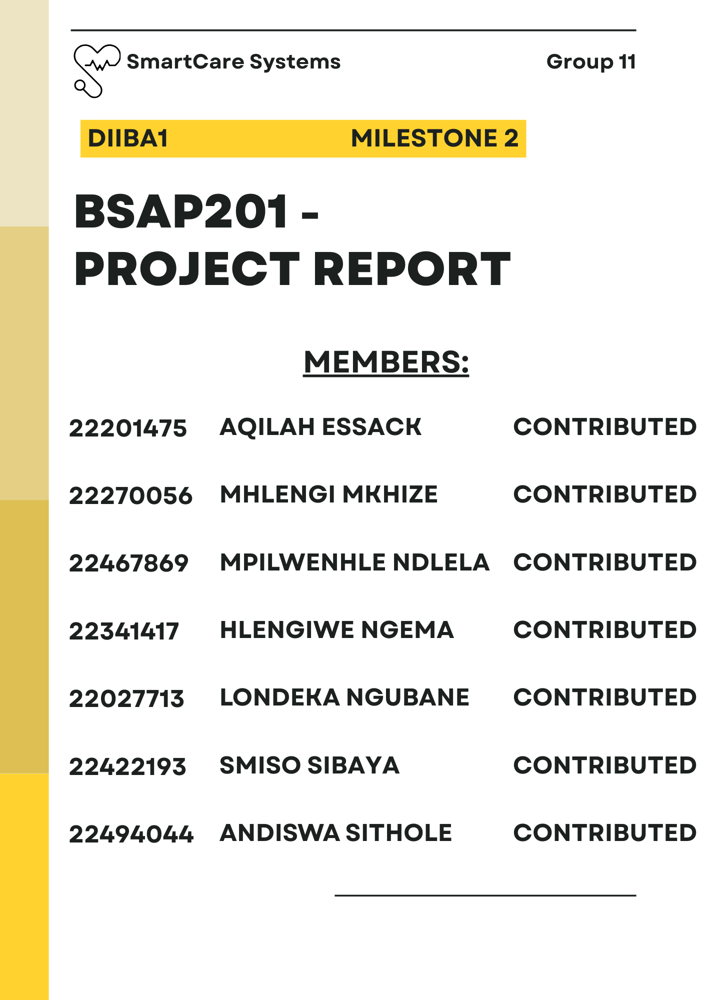 SmartCare Systems Group 11
DIIBA1 MILESTONE 2
BSAP201 -
PROJECT REPORT
MEMBERS:
22201475 AQILAH ESSACK CONTRIBUTED
22270056 MHLENGI MKHIZE CONTRIBUTED
22467869 MPILWENHLE NDLELA CONTRIBUTED
22341417 HLENGIWE NGEMA CONTRIBUTED
22027713 LONDEKA NGUBANE CONTRIBUTED
22422193 SMISO SIBAYA CONTRIBUTED
22494044 ANDISWA SITHOLE CONTRIBUTED